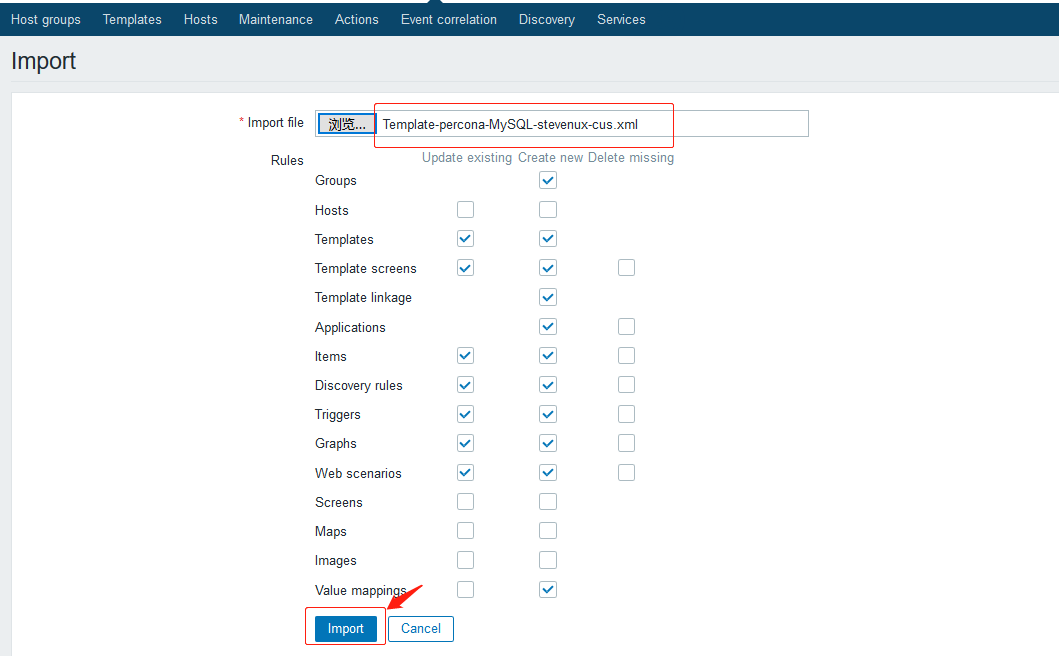 Host groups Templates Hosts Maintenance Actions Event correlation Discovery Services
Import
* Import file 浏览... Template-percona-MySQL-stevenux-cus.xml
Rules Update existing Create new Delete missing
Groups
Hosts
Templates
Template screens
Template linkage
Applications
Items
Discovery rules
Triggers
Graphs
Web scenarios
Screens
Maps
Images
Value mappings
Import Cancel